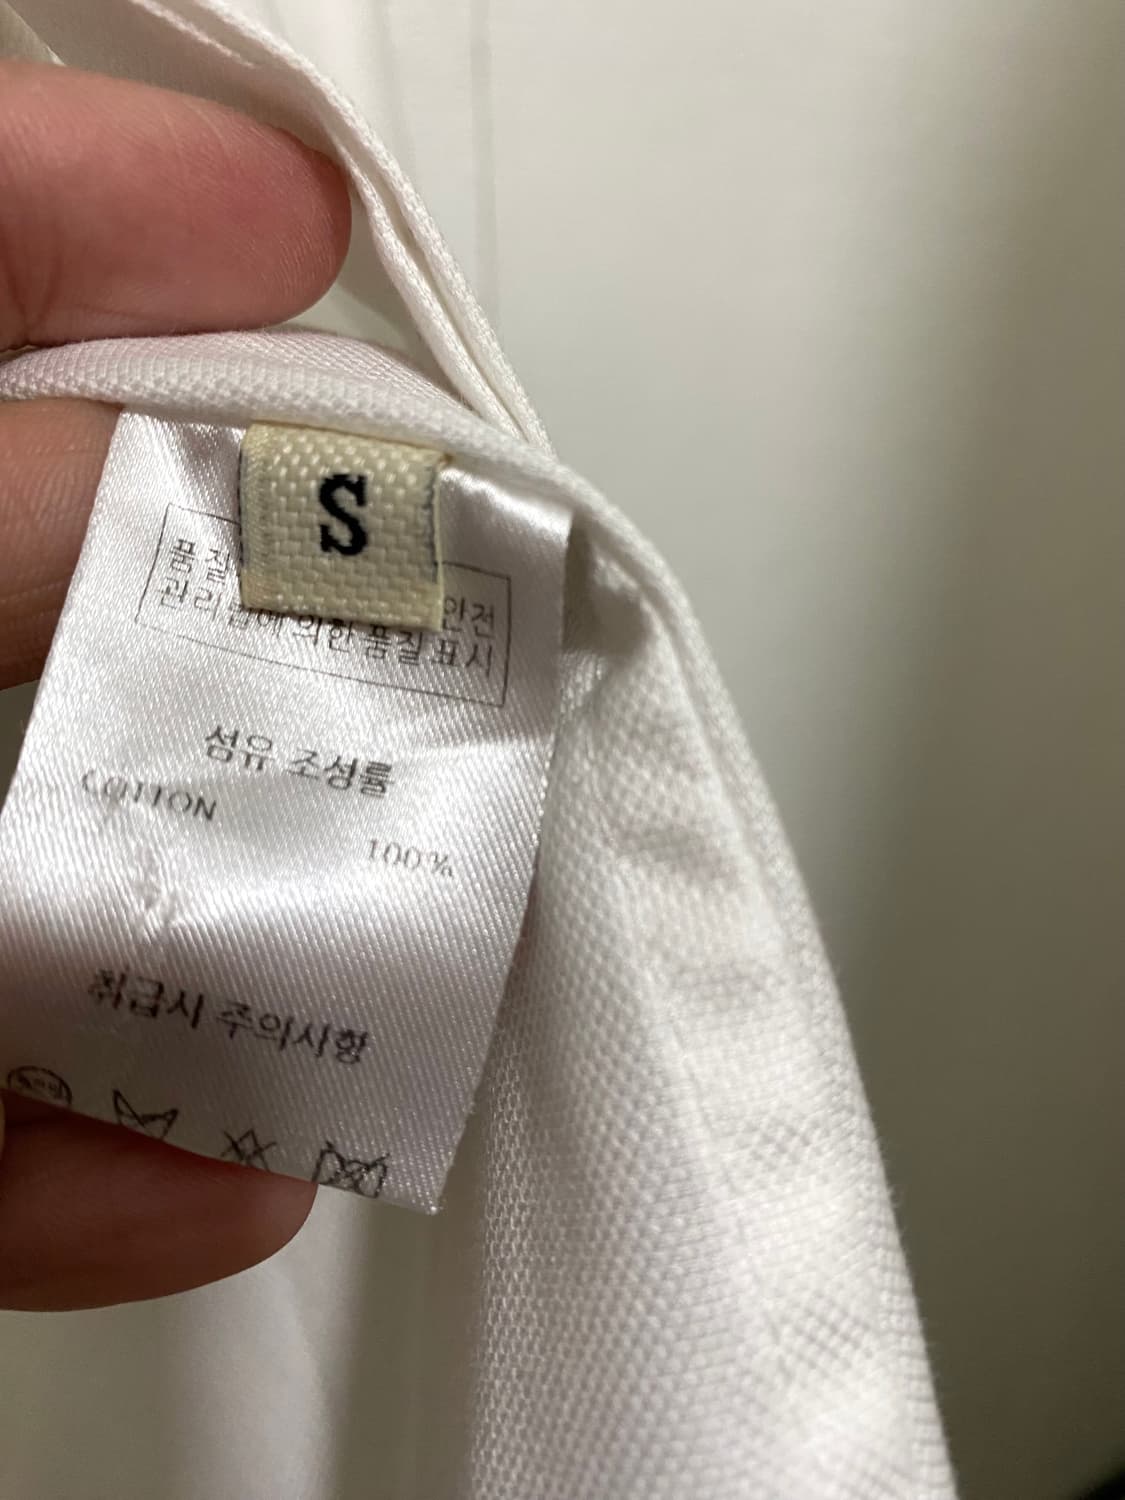 S
품질
안전
관리법에 의한 품질표시
섬유 조성률
COTTON
100%
취급시 주의사항